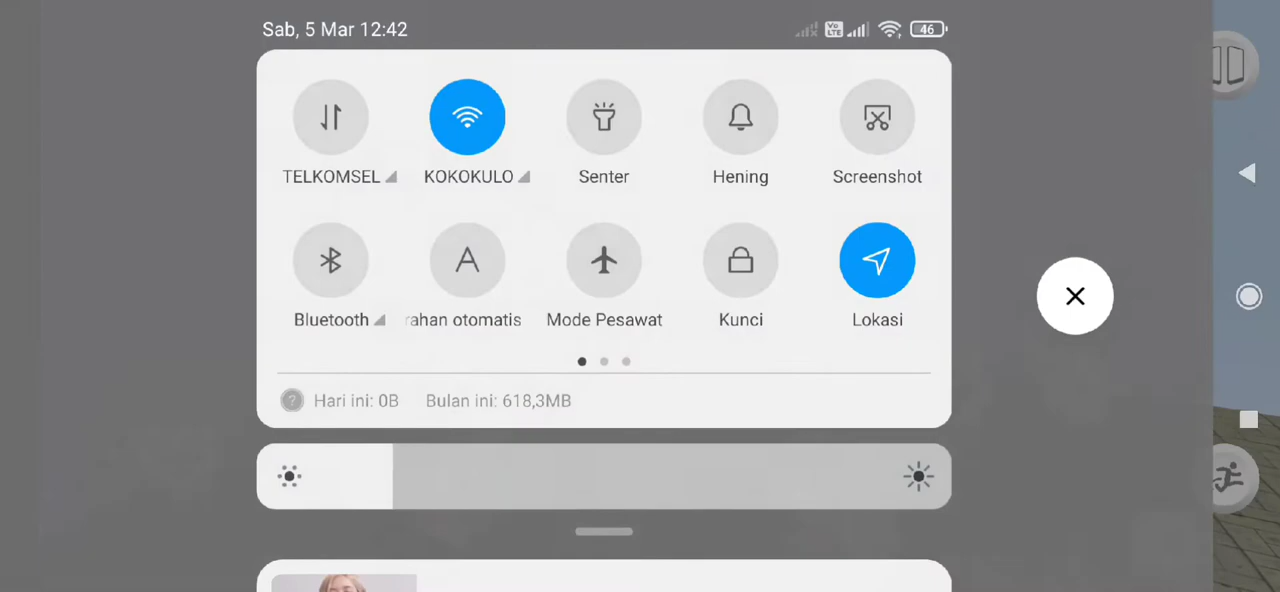 Sab, 5 Mar 12:42
46
TELKOMSEL KOKOKULO Senter Hening Screenshot
Bluetooth rahan otomatis Mode Pesawat Kunci Lokasi
Hari ini: 0B Bulan ini: 618,3MB